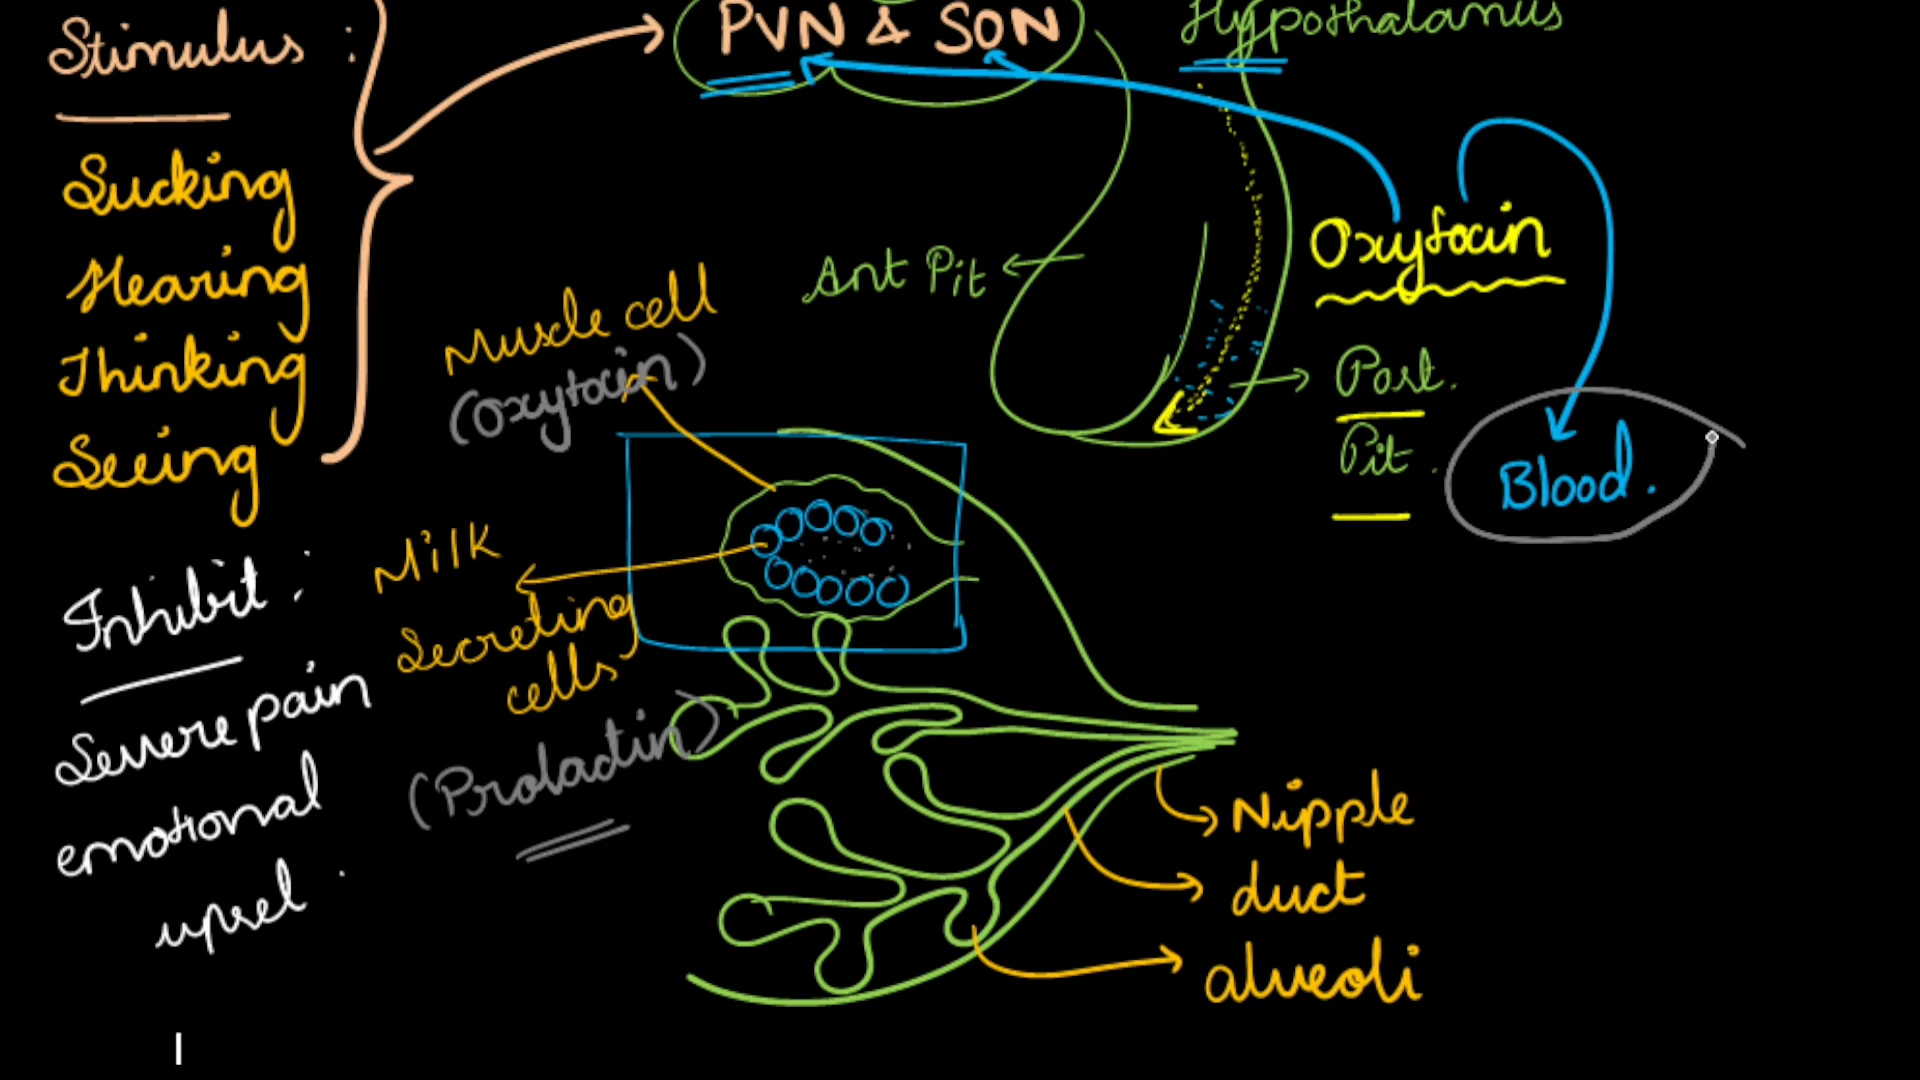 Stimulus :
Sucking
Hearing
Thinking
Seeing
Inhibit :
Severe pain
emotional
upset.
PVN & SON
Hypothalamus
Oxytocin
Ant Pit
Post.
Pit.
Blood.
Muscle cell
(Oxytocin)
Milk
Secreting
cells
(Prolactin)
Nipple
duct
alveoli